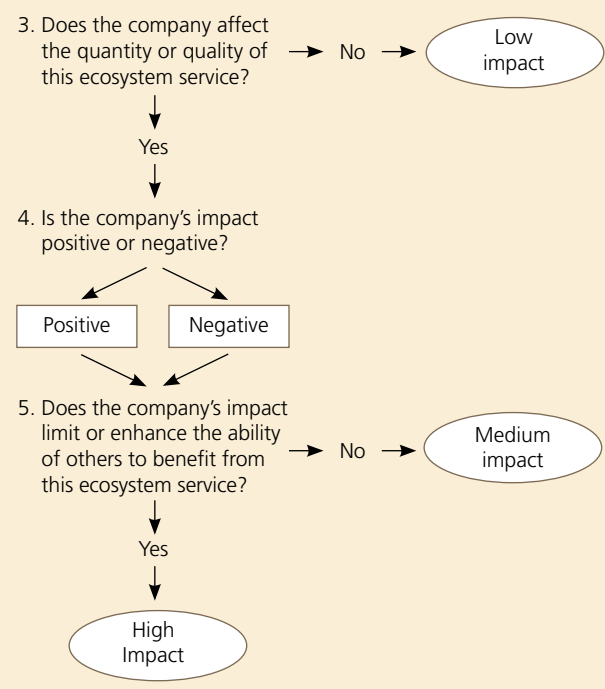 3. Does the company affect
the quantity or quality of
this ecosystem service?
No
Low
impact
Yes
4. Is the company’s impact
positive or negative?
Positive
Negative
5. Does the company’s impact
limit or enhance the ability
of others to benefit from
this ecosystem service?
No
Medium
impact
Yes
High
Impact